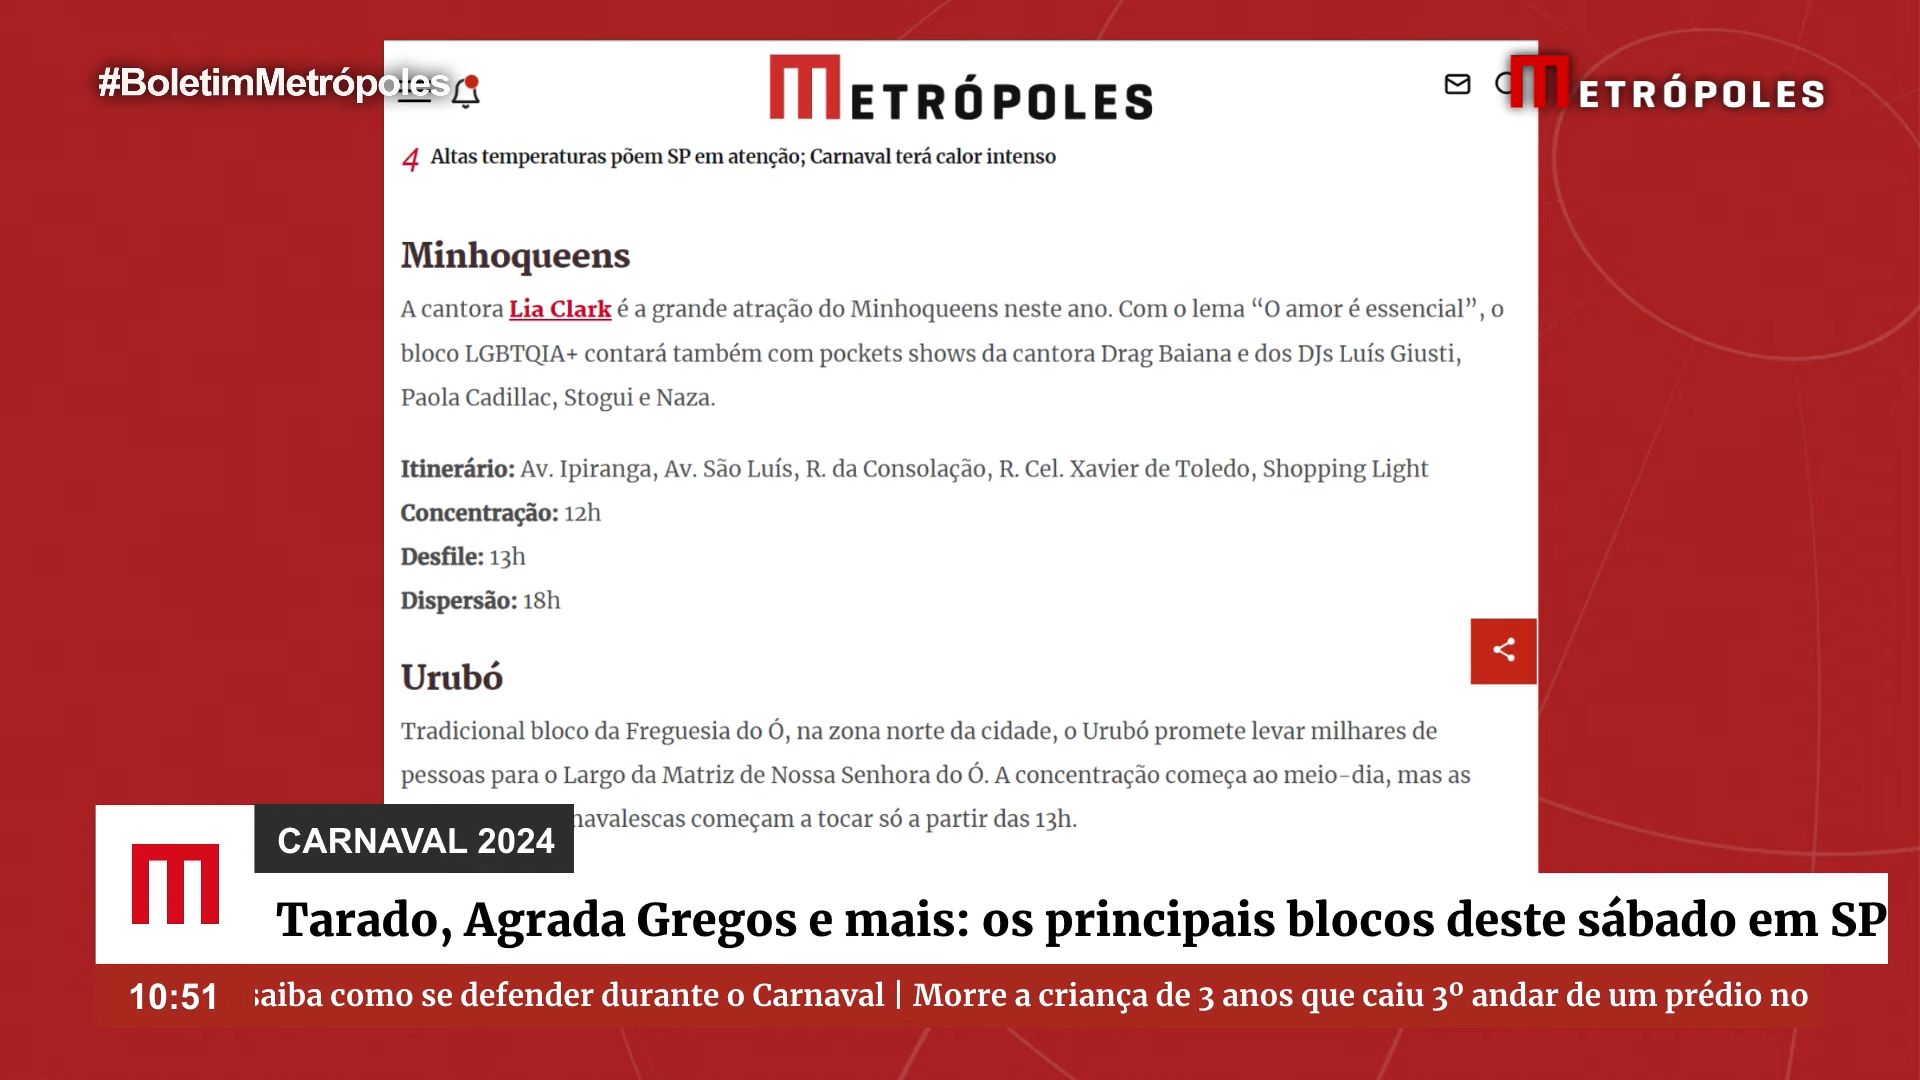 #BoletimMetrópoles
METRÓPOLES
METRÓPOLES
4 Altas temperaturas põem SP em atenção; Carnaval terá calor intenso
Minhoqueens
A cantora Lia Clark é a grande atração do Minhoqueens neste ano. Com o lema “O amor é essencial”, o
bloco LGBTQIA+ contará também com pockets shows da cantora Drag Baiana e dos DJs Luís Giusti,
Paola Cadillac, Stogui e Naza.
Itinerário: Av. Ipiranga, Av. São Luís, R. da Consolação, R. Cel. Xavier de Toledo, Shopping Light
Concentração: 12h
Desfile: 13h
Dispersão: 18h
Urubó
Tradicional bloco da Freguesia do Ó, na zona norte da cidade, o Urubó promete levar milhares de
pessoas para o Largo da Matriz de Nossa Senhora do Ó. A concentração começa ao meio-dia, mas as
navalescas começam a tocar só a partir das 13h.
CARNAVAL 2024
Tarado, Agrada Gregos e mais: os principais blocos deste sábado em SP
10:51 saiba como se defender durante o Carnaval | Morre a criança de 3 anos que caiu 3º andar de um prédio no